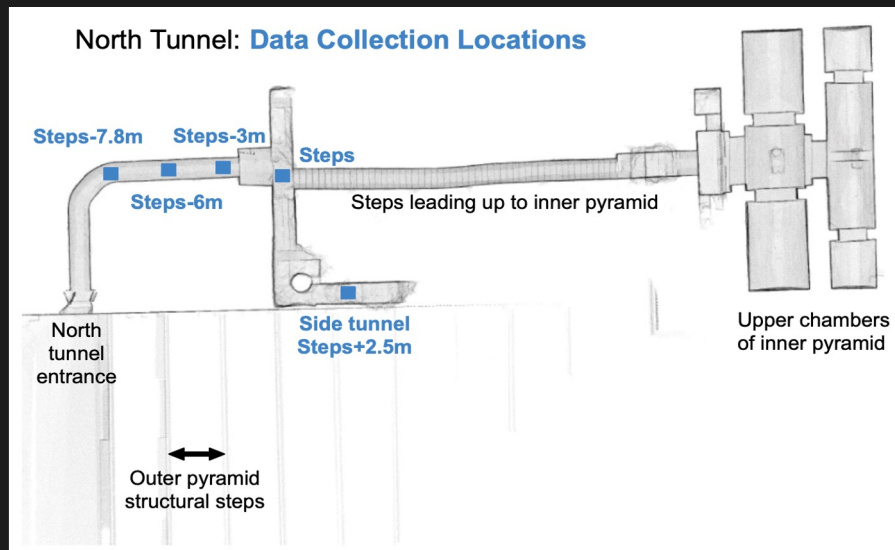 North Tunnel: Data Collection Locations
Steps-7.8m
Steps-3m
Steps
Steps-6m
Steps leading up to inner pyramid
North
tunnel
entrance
Side tunnel
Steps+2.5m
Upper chambers
of inner pyramid
Outer pyramid
structural steps